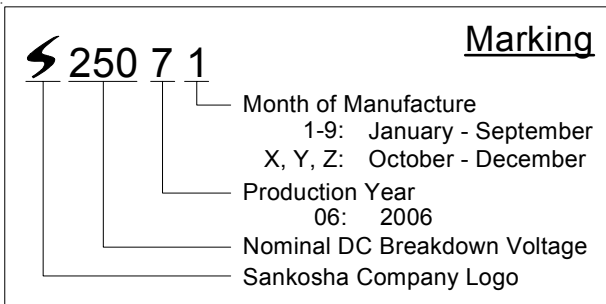 Marking
250 7 1
Month of Manufacture
1-9: January - September
X, Y, Z: October - December
Production Year
06: 2006
Nominal DC Breakdown Voltage
Sankosha Company Logo